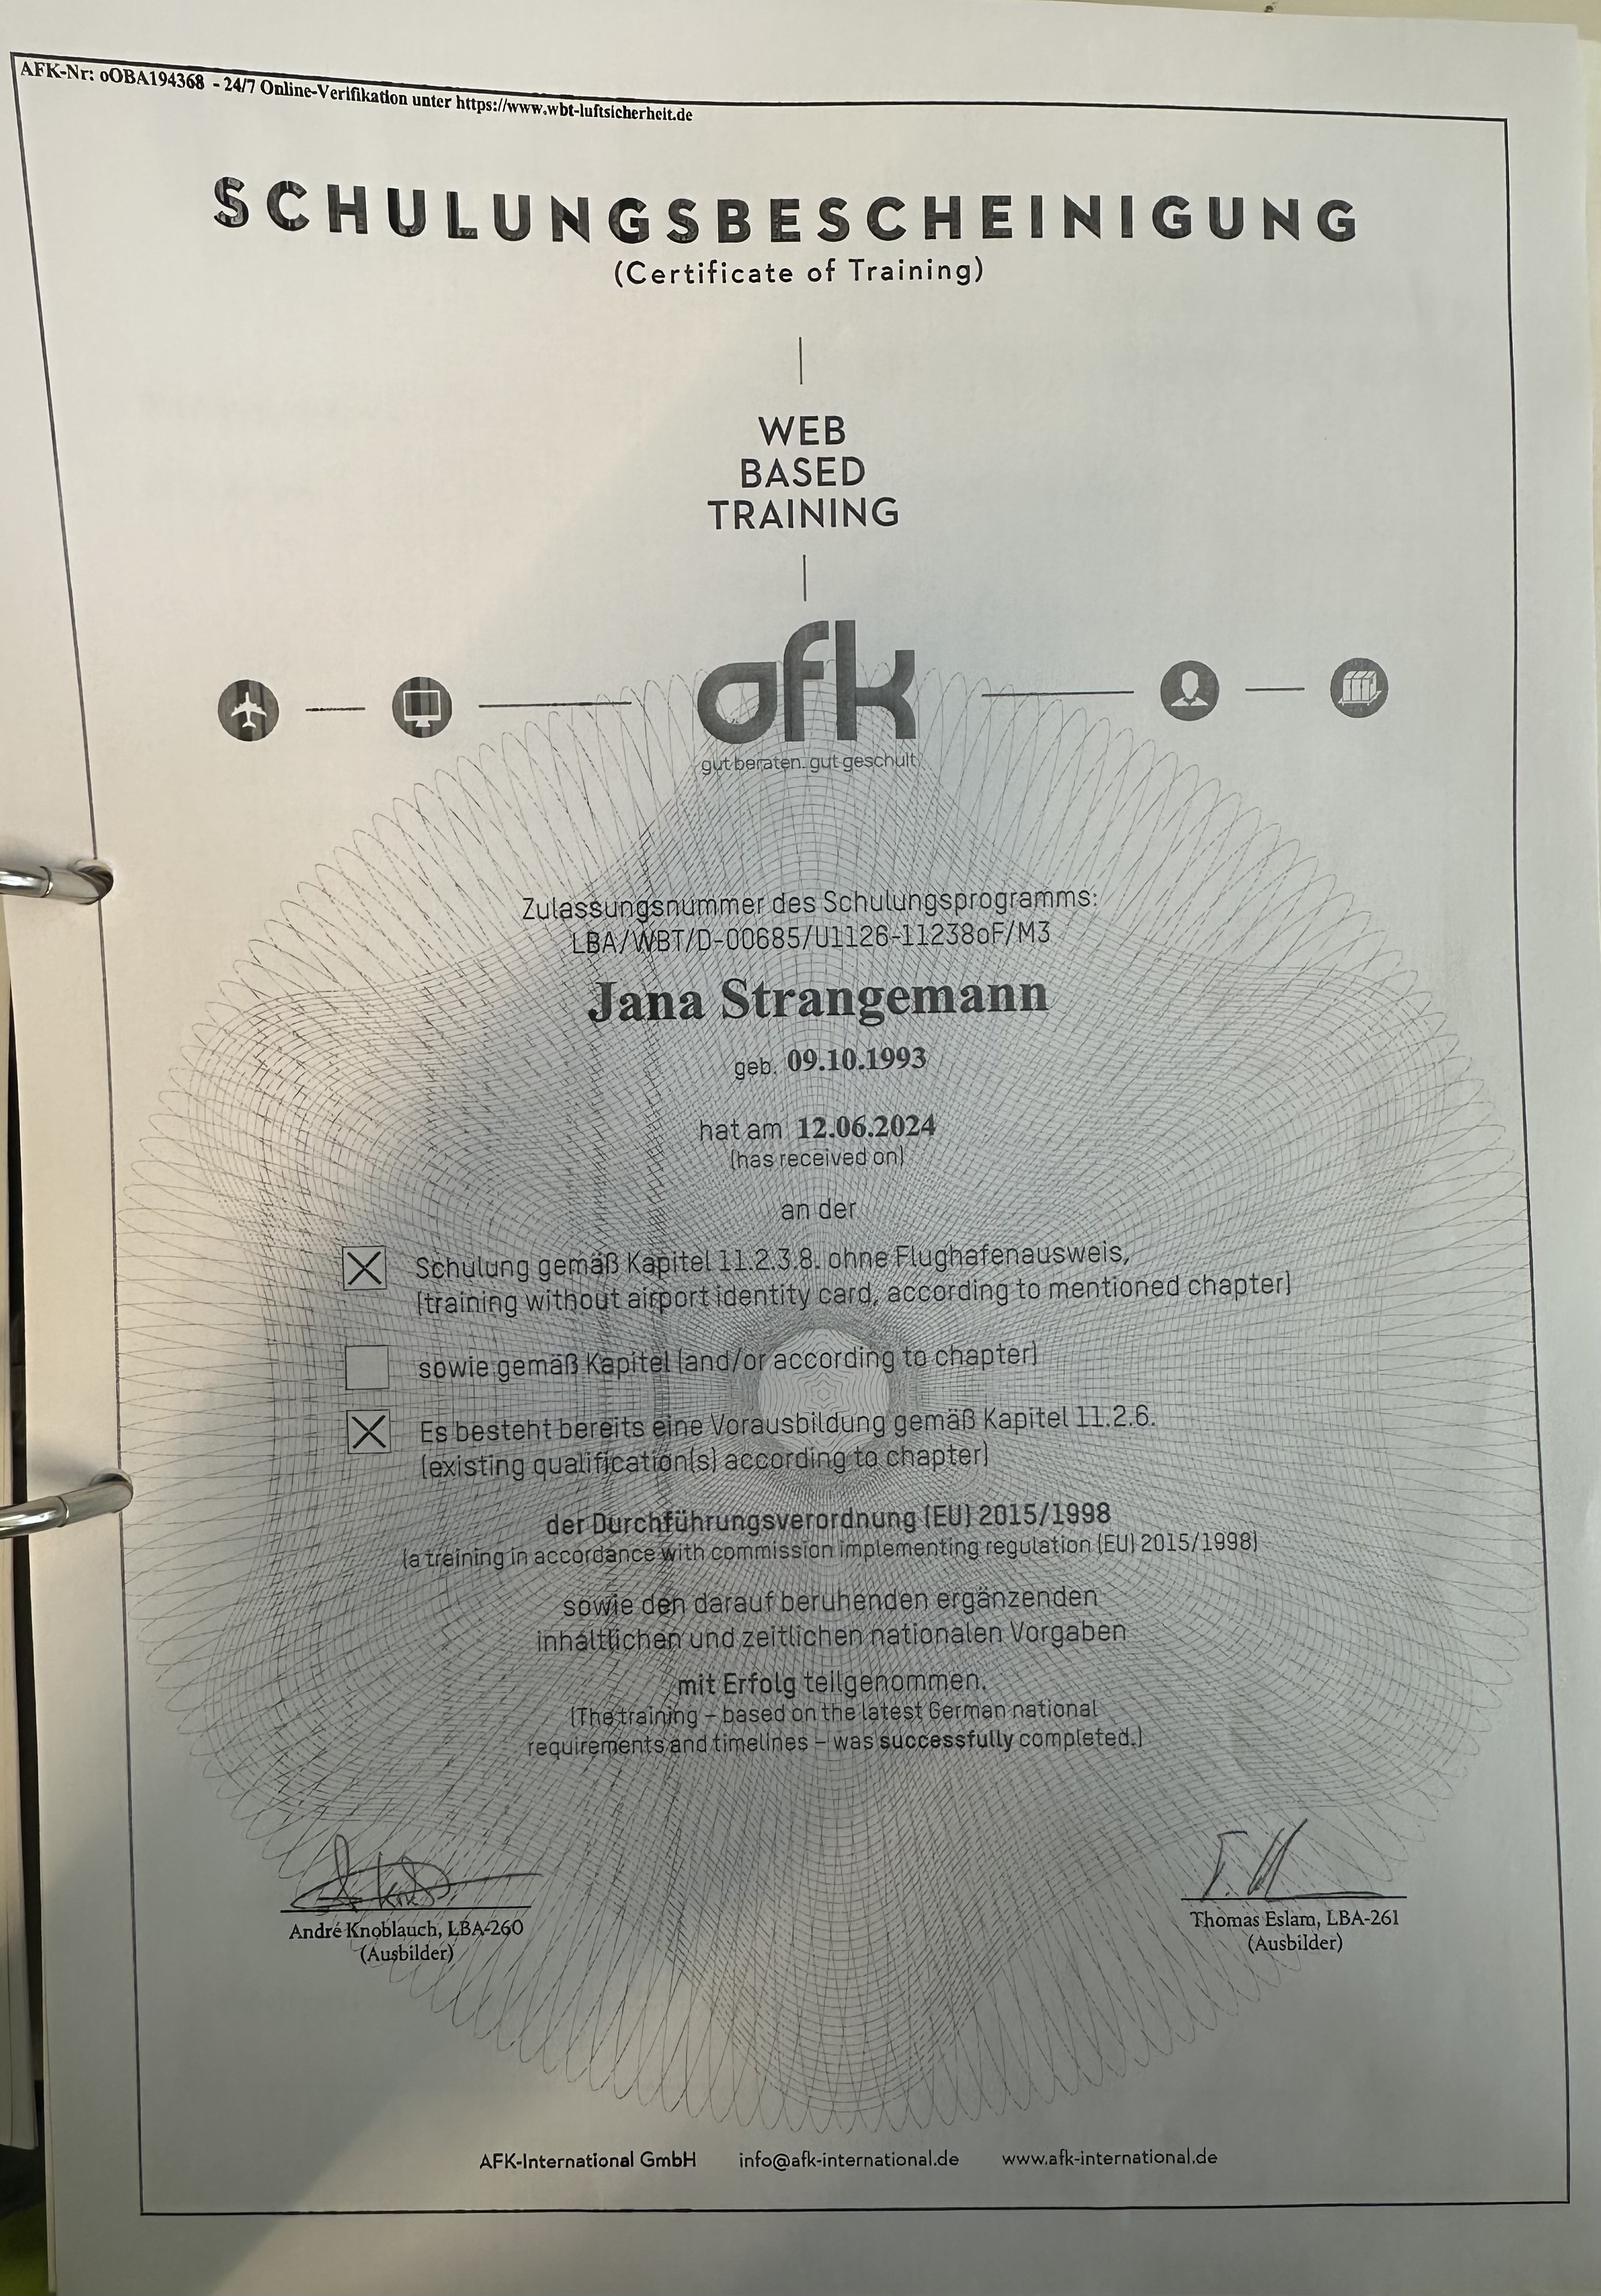 AFK-Nr: oOBA194368 - 24/7 Online-Verifikation unter https://www.wbt-luftsicherheit.de
SCHULUNGSBESCHEINIGUNG
(Certificate of Training)
WEB
BASED
TRAINING
afk
gut beraten. gut geschult
Zulassungsnummer des Schulungsprogramms:
LBA/WBT/D-00685/U1126-11238oF/M3
Jana Strangemann
geb. 09.10.1993
hat am 12.06.2024
(has received on)
an der
Schulung gemäß Kapitel 11.2.3.8. ohne Flughafenausweis,
(training without airport identity card, according to mentioned chapter)
sowie gemäß Kapitel (and/or according to chapter)
Es besteht bereits eine Vorausbildung gemäß Kapitel 11.2.6.
(existing qualification(s) according to chapter)
der Durchführungsverordnung (EU) 2015/1998
(a training in accordance with commission implementing regulation (EU) 2015/1998)
sowie den darauf beruhenden ergänzenden
inhaltlichen und zeitlichen nationalen Vorgaben
mit Erfolg teilgenommen.
(The training – based on the latest German national
requirements and timelines – was successfully completed.)
André Knoblauch, LBA-260
(Ausbilder)
Thomas Eslam, LBA-261
(Ausbilder)
AFK-International GmbH info@afk-international.de www.afk-international.de